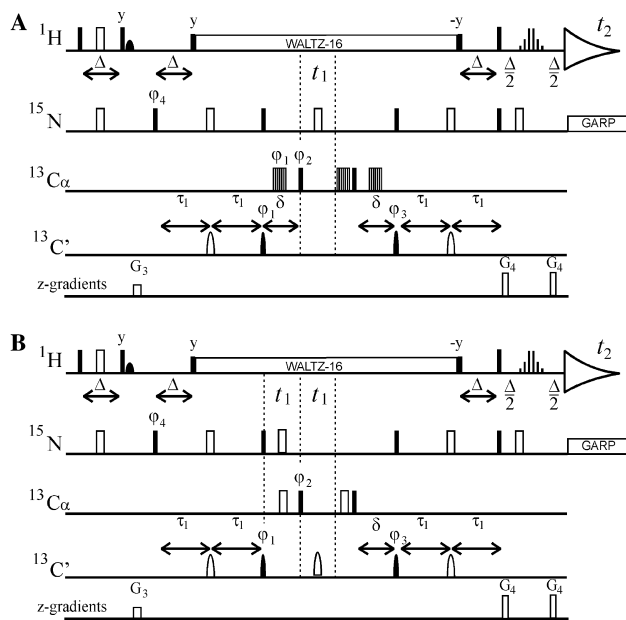 A
y y -y
¹H WALTZ-16 t₂
Δ Δ t₁ Δ Δ/2 Δ/2
φ₄
¹⁵N GARP
φ₁ φ₂
¹³Cα
τ₁ τ₁ φ₁ δ δ φ₃ τ₁ τ₁
¹³C'
G₃ G₄ G₄
z-gradients
B
y y -y
¹H WALTZ-16 t₂
Δ Δ t₁ t₁ Δ Δ/2 Δ/2
φ₄
¹⁵N GARP
φ₂
¹³Cα
τ₁ τ₁ φ₁ δ φ₃ τ₁ τ₁
¹³C'
G₃ G₄ G₄
z-gradients